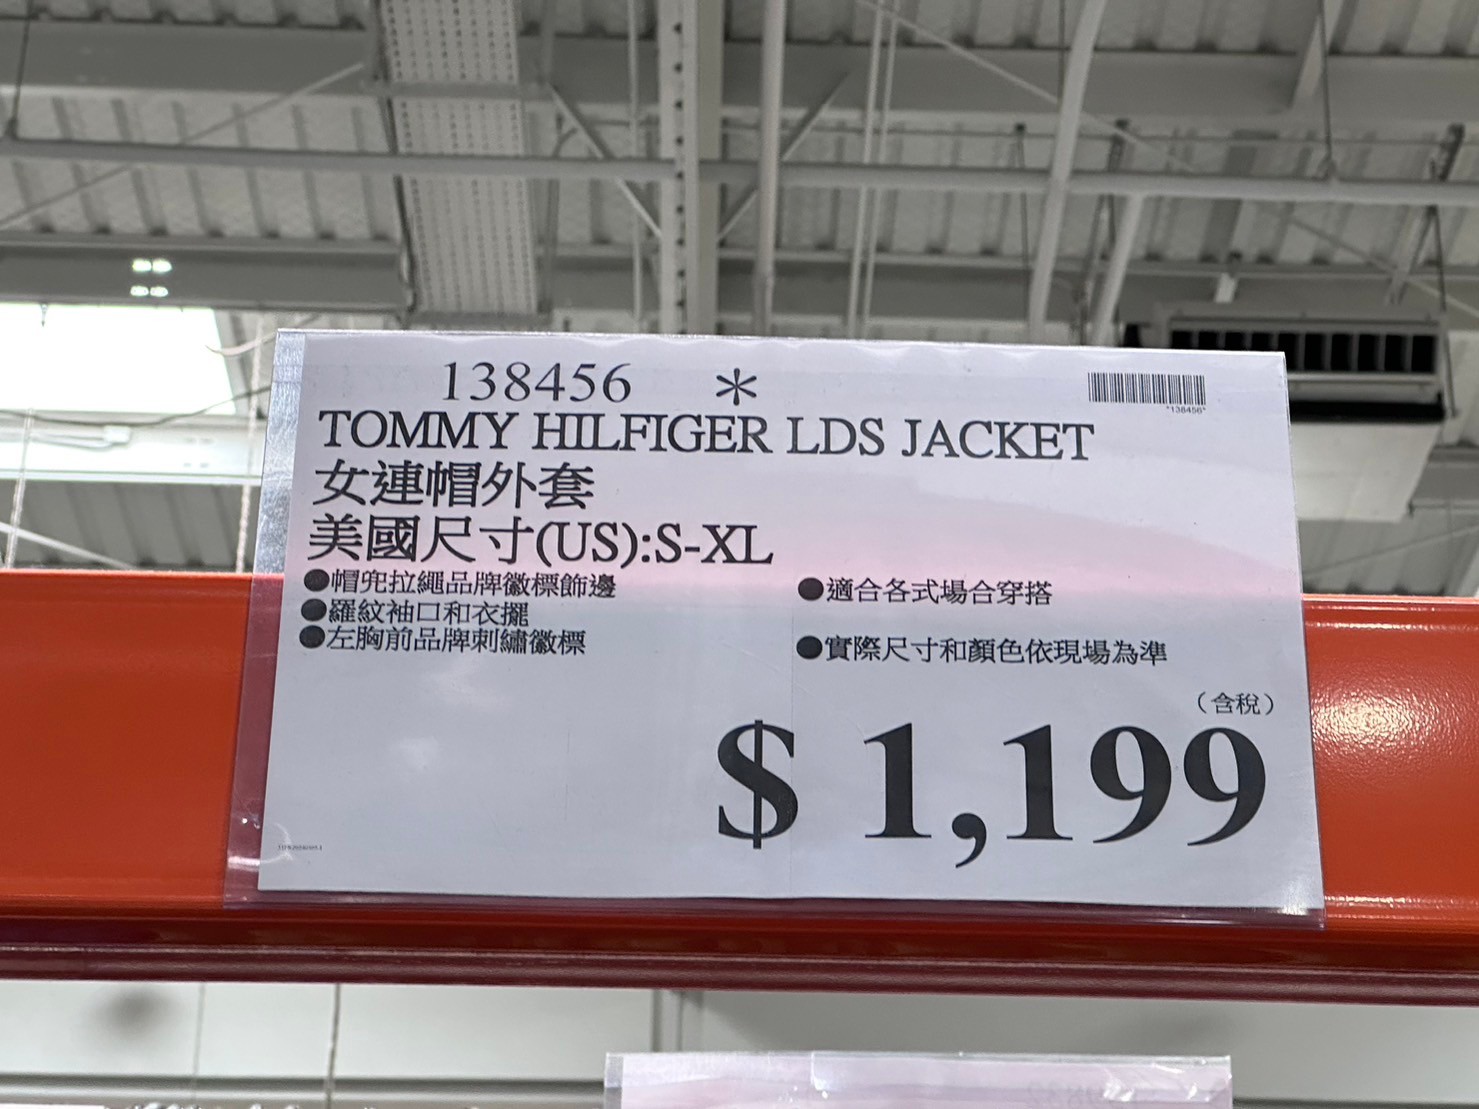 138456 *
*138456*
TOMMY HILFIGER LDS JACKET
女連帽外套
美國尺寸(US):S-XL
●帽兜拉繩品牌徽標飾邊
●羅紋袖口和衣擺
●左胸前品牌刺繡徽標
●適合各式場合穿搭
●實際尺寸和顏色依現場為準
（含稅）
$ 1,199